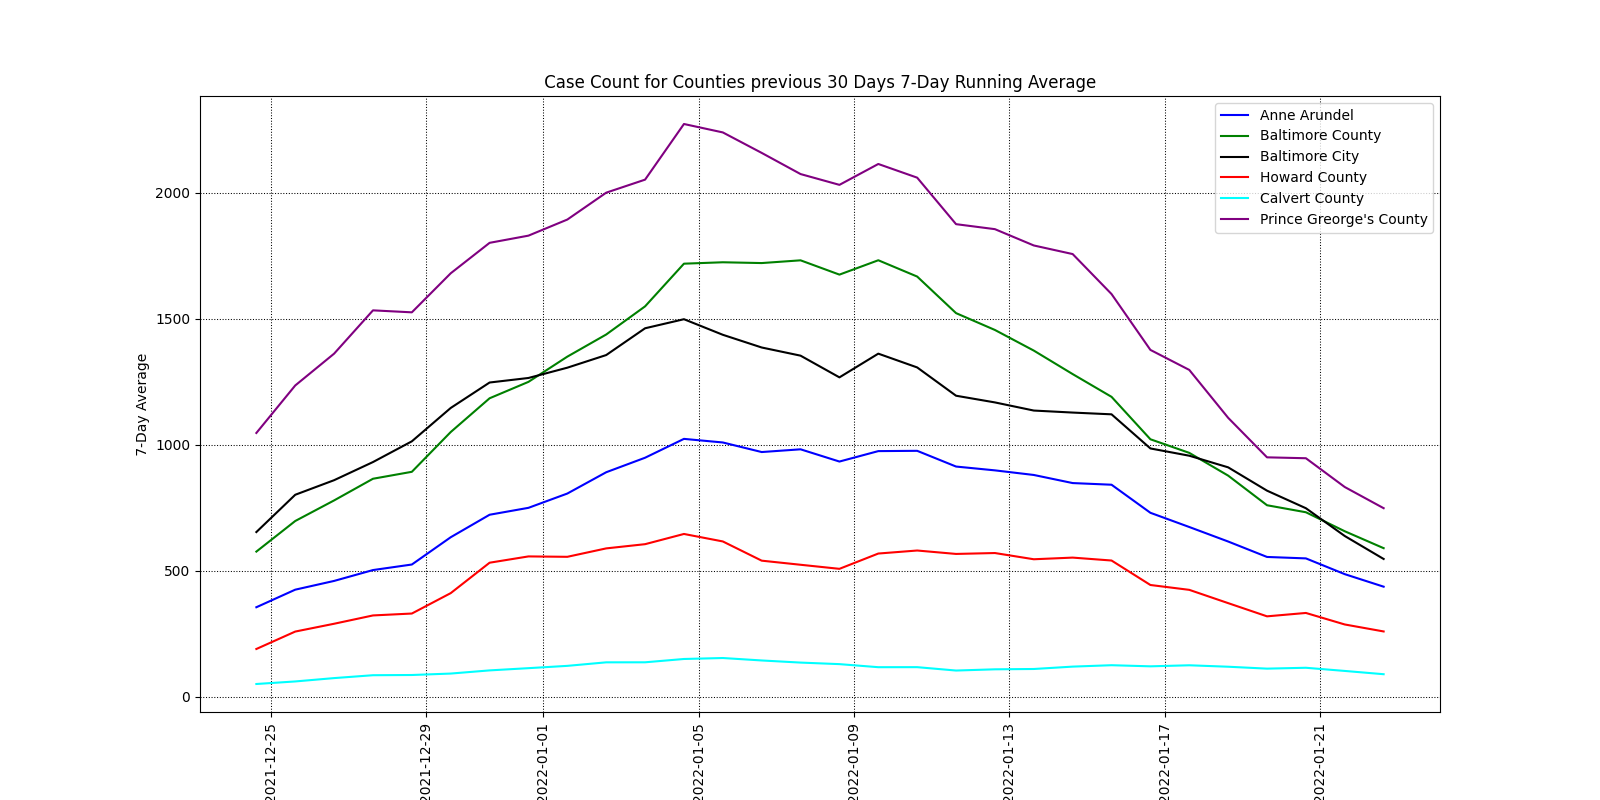 Case Count for Counties previous 30 Days 7-Day Running Average
Anne Arundel
Baltimore County
Baltimore City
Howard County
Calvert County
Prince Greorge's County
7-Day Average
2000
1500
1000
500
0
2021-12-25
2021-12-29
2022-01-01
2022-01-05
2022-01-09
2022-01-13
2022-01-17
2022-01-21